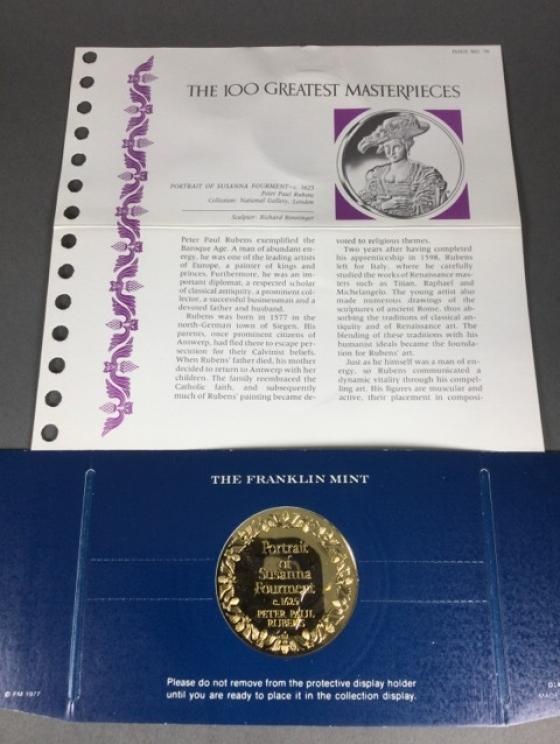 THE 100 GREATEST MASTERPIECES
PORTRAIT OF SUSANNA FOURMENT—c. 1625
Peter Paul Rubens
Collection: National Gallery, London
Sculptor: Richard Renninger
Peter Paul Rubens exemplified the
Baroque Age. A man of abundant en-
ergy, he was one of the leading artists
of Europe, a painter of kings and
princes. Furthermore, he was an im-
portant diplomat, a respected scholar
of classical antiquity, a prominent col-
lector, a successful businessman and a
devoted father and husband.
Rubens was born in 1577 in the
north-German town of Siegen. His
parents, once prominent citizens of
Antwerp, had fled there to escape per-
secution for their Calvinist beliefs.
When Rubens' father died, his mother
decided to return to Antwerp with her
children. The family reembraced the
Catholic faith, and subsequently
much of Rubens' painting became de-
voted to religious themes.
Two years after having completed
his apprenticeship in 1598, Rubens
left for Italy, where he carefully
studied the works of Renaissance mas-
ters such as Titian, Raphael and
Michelangelo. The young artist also
made numerous drawings of the
sculptures of ancient Rome, thus ab-
sorbing the traditions of classical an-
tiquity and of Renaissance art. The
blending of these traditions with his
humanist ideals became the founda-
tion for Rubens' art.
Just as he himself was a man of en-
ergy, so Rubens communicated a
dynamic vitality through his compel-
ling art. His figures are muscular and
active, their placement in composi-
THE FRANKLIN MINT
Portrait
of
Susanna
Fourment
c.1625
PETER PAUL
RUBENS
Please do not remove from the protective display holder
until you are ready to place it in the collection display.
© FM 1977